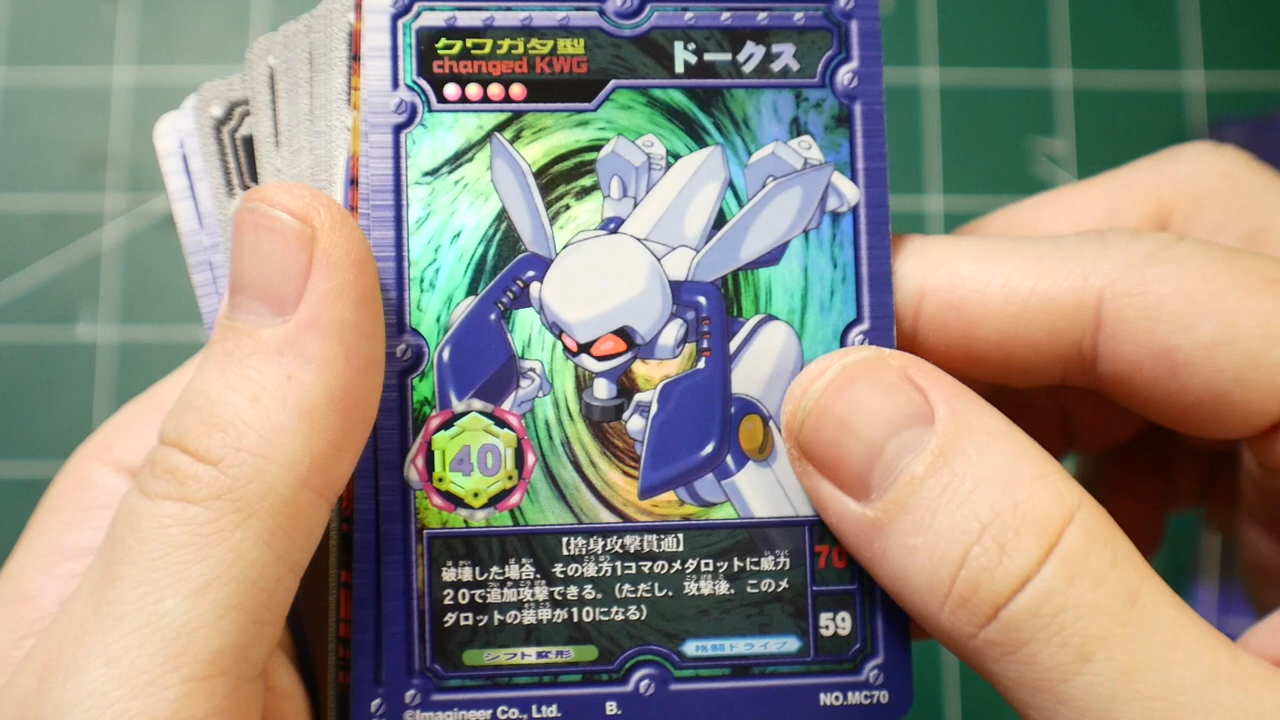 クワガタ型
changed KWG
ドークス
40
【捨身攻撃貫通】
破壊した場合、その後方1コマのメダロットに威力
20で追加攻撃できる。(ただし、攻撃後、このメ
ダロットの装甲が10になる)
70
59
シフト変形
格闘ドライブ
©Imagineer Co., Ltd.
B.
NO.MC70